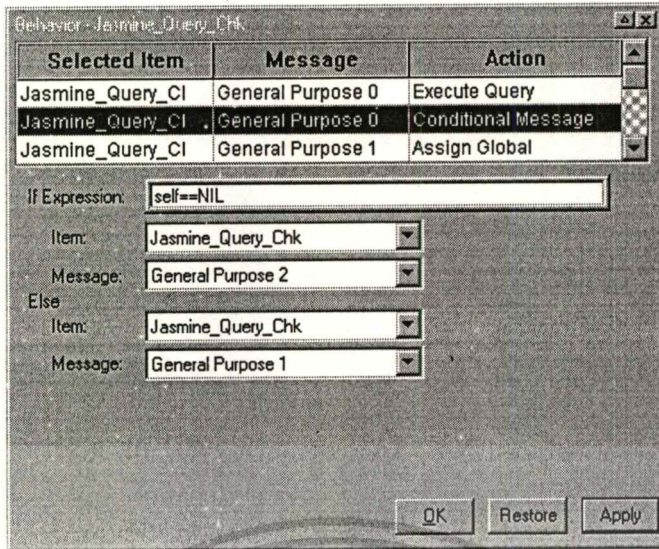 Behavior - Jasmine_Query_Chk
Selected Item Message Action
Jasmine_Query_Cl General Purpose 0 Execute Query
Jasmine_Query_Cl General Purpose 0 Conditional Message
Jasmine_Query_Cl General Purpose 1 Assign Global
If Expression: self==NIL
Item: Jasmine_Query_Chk
Message: General Purpose 2
Else
Item: Jasmine_Query_Chk
Message: General Purpose 1
OK Restore Apply